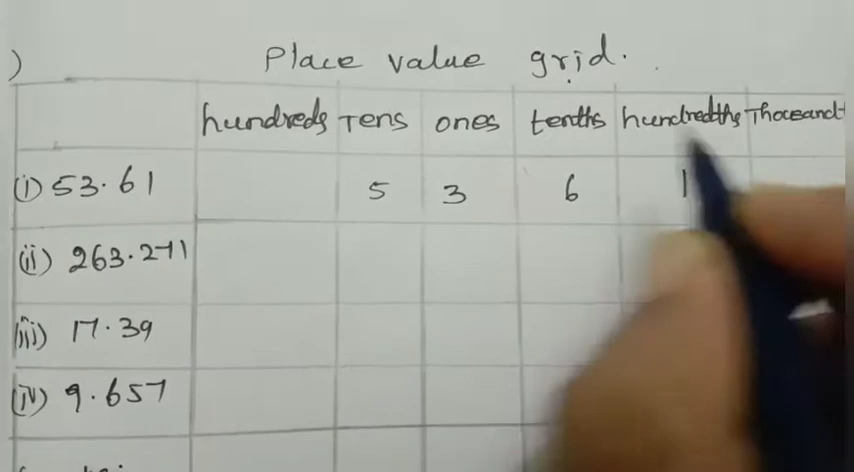 )
Place value grid.
hundreds Tens ones tenths hundredths
(i) 53.61 5 3 6 1
(ii) 263.271
(iii) 17.39
(iv) 9.657